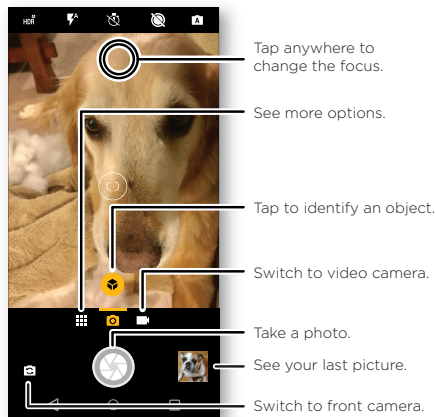 HDR A
A
A
Tap anywhere to
change the focus.
See more options.
Tap to identify an object.
Switch to video camera.
Take a photo.
See your last picture.
Switch to front camera.